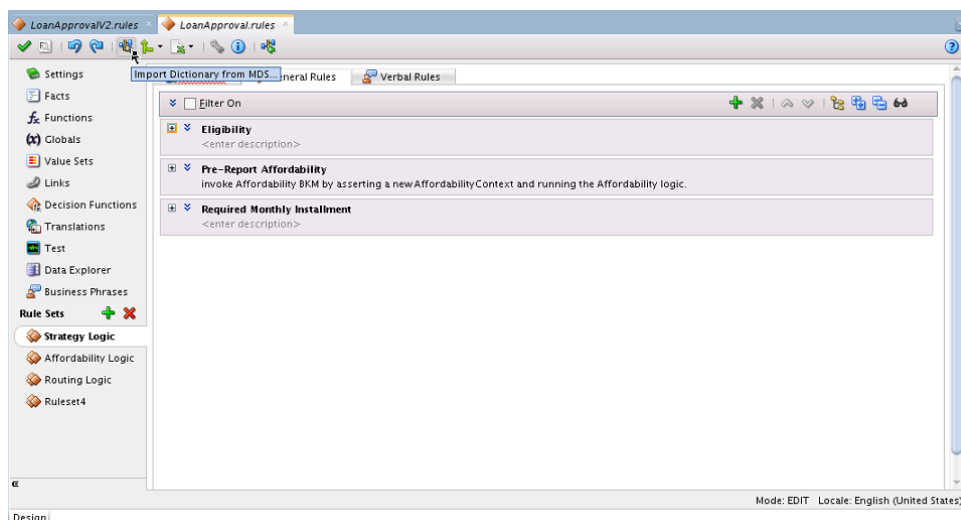 LoanApprovalV2.rules
LoanApproval.rules
Import Dictionary from MDS...
Settings
Facts
Functions
Globals
Value Sets
Links
Decision Functions
Translations
Test
Data Explorer
Business Phrases
Rule Sets
Strategy Logic
Affordability Logic
Routing Logic
Ruleset4
neral Rules
Verbal Rules
Filter On
Eligibility
<enter description>
Pre-Report Affordability
invoke Affordability BKM by asserting a new AffordabilityContext and running the Affordability logic.
Required Monthly Installment
<enter description>
Mode: EDIT Locale: English (United States)
Design